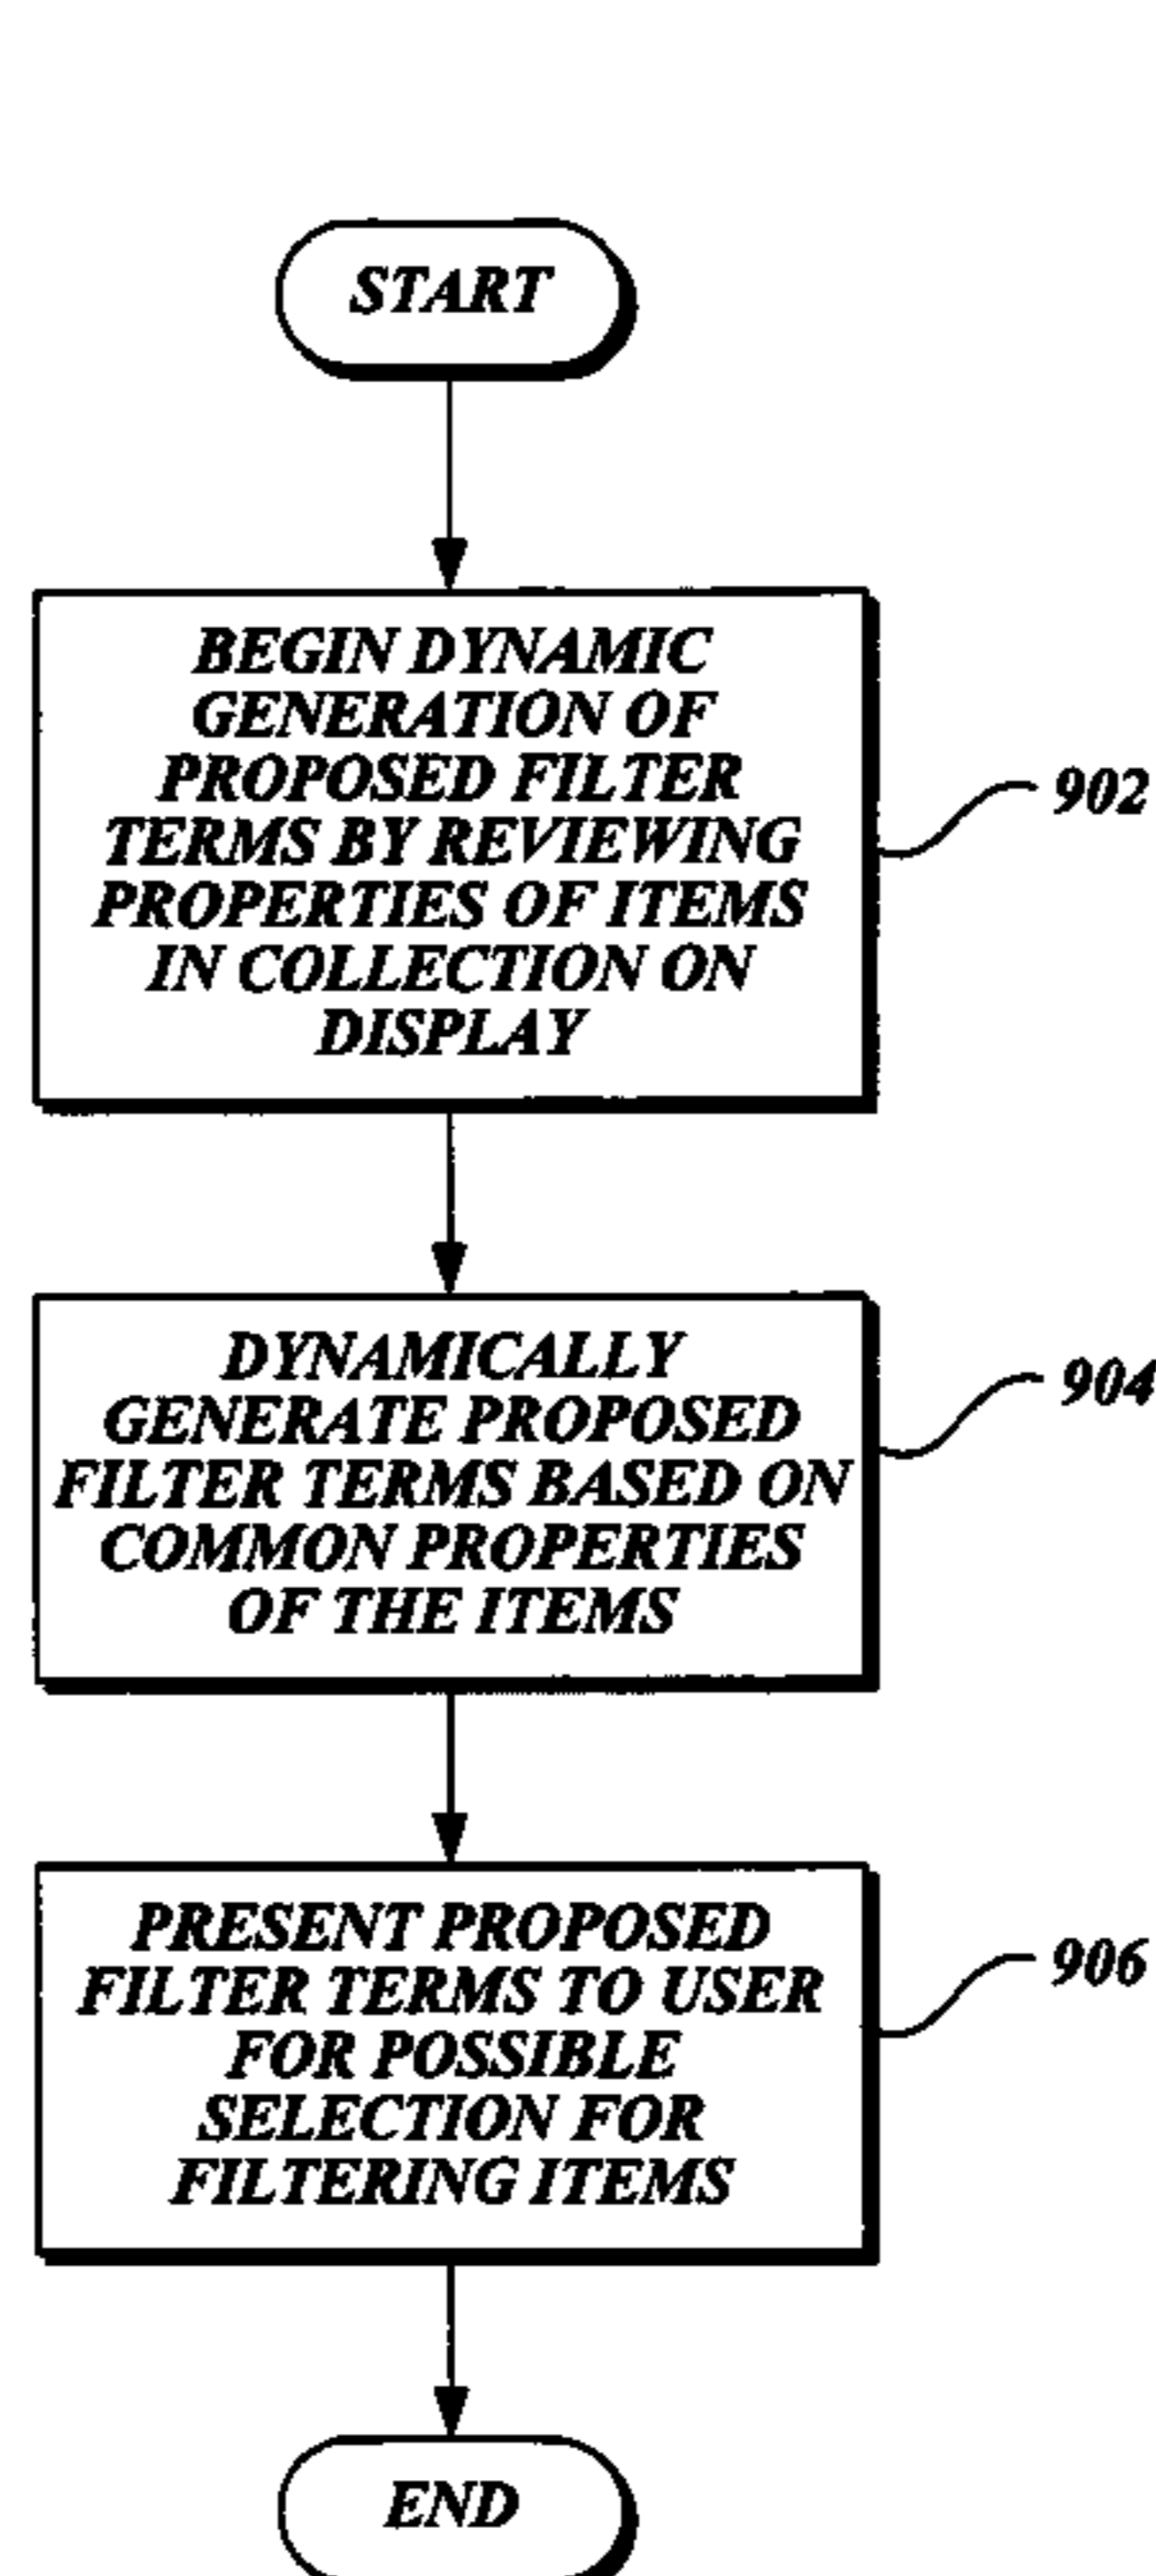 START
BEGIN DYNAMIC
GENERATION OF
PROPOSED FILTER
TERMS BY REVIEWING
PROPERTIES OF ITEMS
IN COLLECTION ON
DISPLAY
902
DYNAMICALLY
GENERATE PROPOSED
FILTER TERMS BASED ON
COMMON PROPERTIES
OF THE ITEMS
904
PRESENT PROPOSED
FILTER TERMS TO USER
FOR POSSIBLE
SELECTION FOR
FILTERING ITEMS
906
END